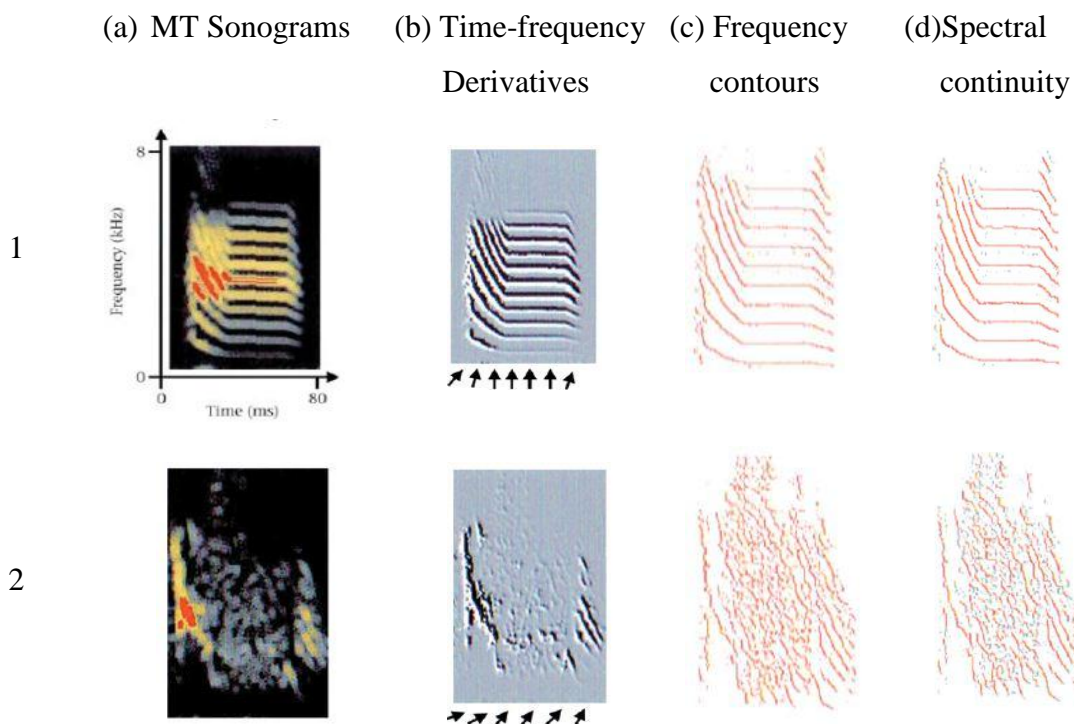 (a) MT Sonograms (b) Time-frequency (c) Frequency (d)Spectral
Derivatives contours continuity
8
Frequency (kHz)
1
0
0 80
Time (ms)
2